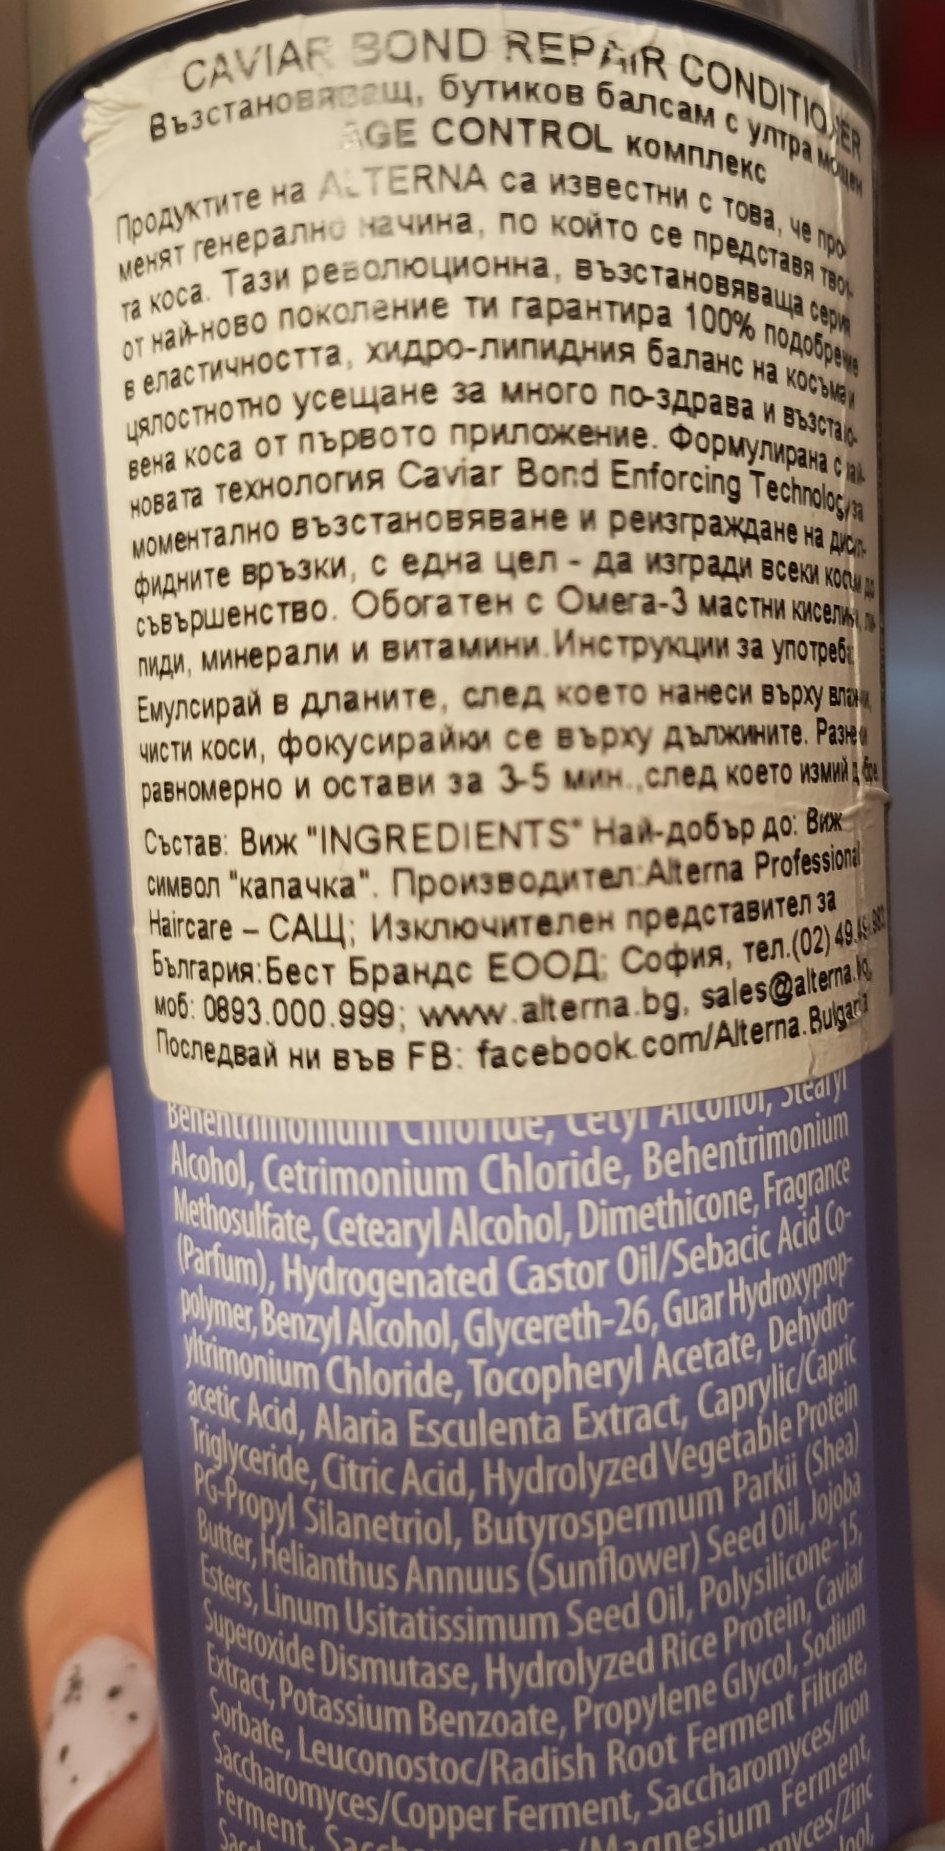 CAVIAR BOND REPAIR CONDITIONER
Възстановяващ, бутиков балсам с ултра мощен
AGE CONTROL комплекс
Продуктите на ALTERNA са известни с това, че про-
менят генерално начина, по който се представя твоя-
та коса. Тази революционна, възстановяваща серия
от най-ново поколение ти гарантира 100% подобрение
в еластичността, хидро-липидния баланс на косъма и
цялостнотно усещане за много по-здрава и възстано-
вена коса от първото приложение. Формулирана с най-
новата технология Caviar Bond Enforcing Technology за
моментално възстановяване и реизграждане на дисул-
фидните връзки, с една цел - да изгради всеки косъм до
съвършенство. Обогатен с Омега-3 мастни киселини, ли-
пиди, минерали и витамини.Инструкции за употреба:
Емулсирай в дланите, след което нанеси върху влажни,
чисти коси, фокусирайки се върху дължините. Разнеси
равномерно и остави за 3-5 мин.,след което измий добре.
Състав: Виж "INGREDIENTS" Най-добър до: Виж
символ "капачка". Производител:Alterna Professional
Haircare – САЩ; Изключителен представител за
България:Бест Брандс ЕООД; София, тел.(02)
моб: 0893.000.999; www.alterna.bg, sales@alterna.bg,
Последвай ни във FB: facebook.com/Alterna.Bulgaria
Behentrimonium Chloride, Cetyl Alcohol, Stearyl
Alcohol, Cetrimonium Chloride, Behentrimonium
Methosulfate, Cetearyl Alcohol, Dimethicone, Fragrance
(Parfum), Hydrogenated Castor Oil/Sebacic Acid Co-
polymer, Benzyl Alcohol, Glycereth-26, Guar Hydroxyprop-
yltrimonium Chloride, Tocopheryl Acetate, Dehydro-
acetic Acid, Alaria Esculenta Extract, Caprylic/Capric
Triglyceride, Citric Acid, Hydrolyzed Vegetable Protein
PG-Propyl Silanetriol, Butyrospermum Parkii (Shea)
Butter, Helianthus Annuus (Sunflower) Seed Oil, Jojoba
Esters, Linum Usitatissimum Seed Oil, Polysilicone-15,
Superoxide Dismutase, Hydrolyzed Rice Protein, Caviar
Extract, Potassium Benzoate, Propylene Glycol, Sodium
Sorbate, Leuconostoc/Radish Root Ferment Filtrate,
Saccharomyces/Copper Ferment, Saccharomyces/Iron
Ferment, /Magnesium Ferment,